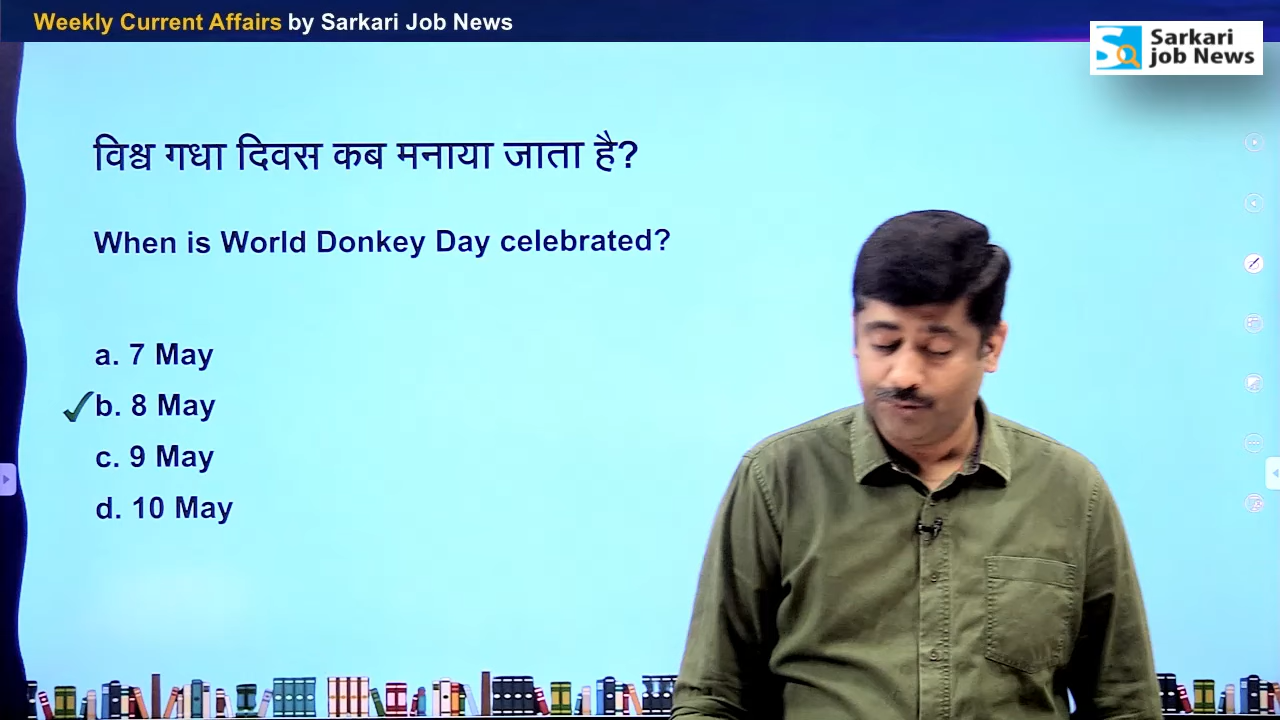 Weekly Current Affairs by Sarkari Job News
Sarkari
Job News
विश्व गधा दिवस कब मनाया जाता है?
When is World Donkey Day celebrated?
a. 7 May
b. 8 May
c. 9 May
d. 10 May